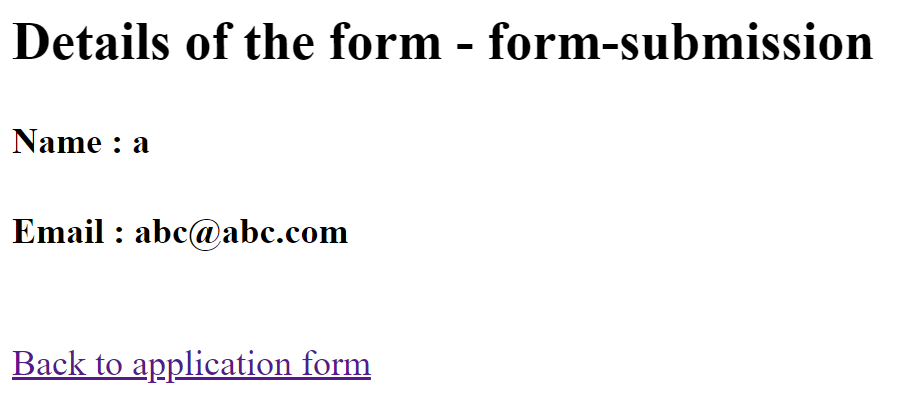 Details of the form - form-submission
Name : a
Email : abc@abc.com
Back to application form